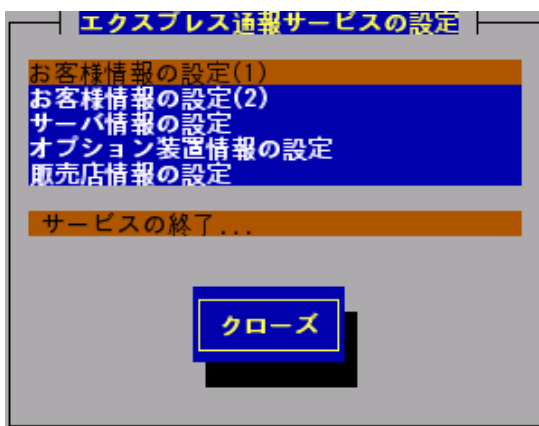 エクスプレス通報サービスの設定
お客様情報の設定(1)
お客様情報の設定(2)
サーバ情報の設定
オプション装置情報の設定
販売店情報の設定
サービスの終了...
クローズ